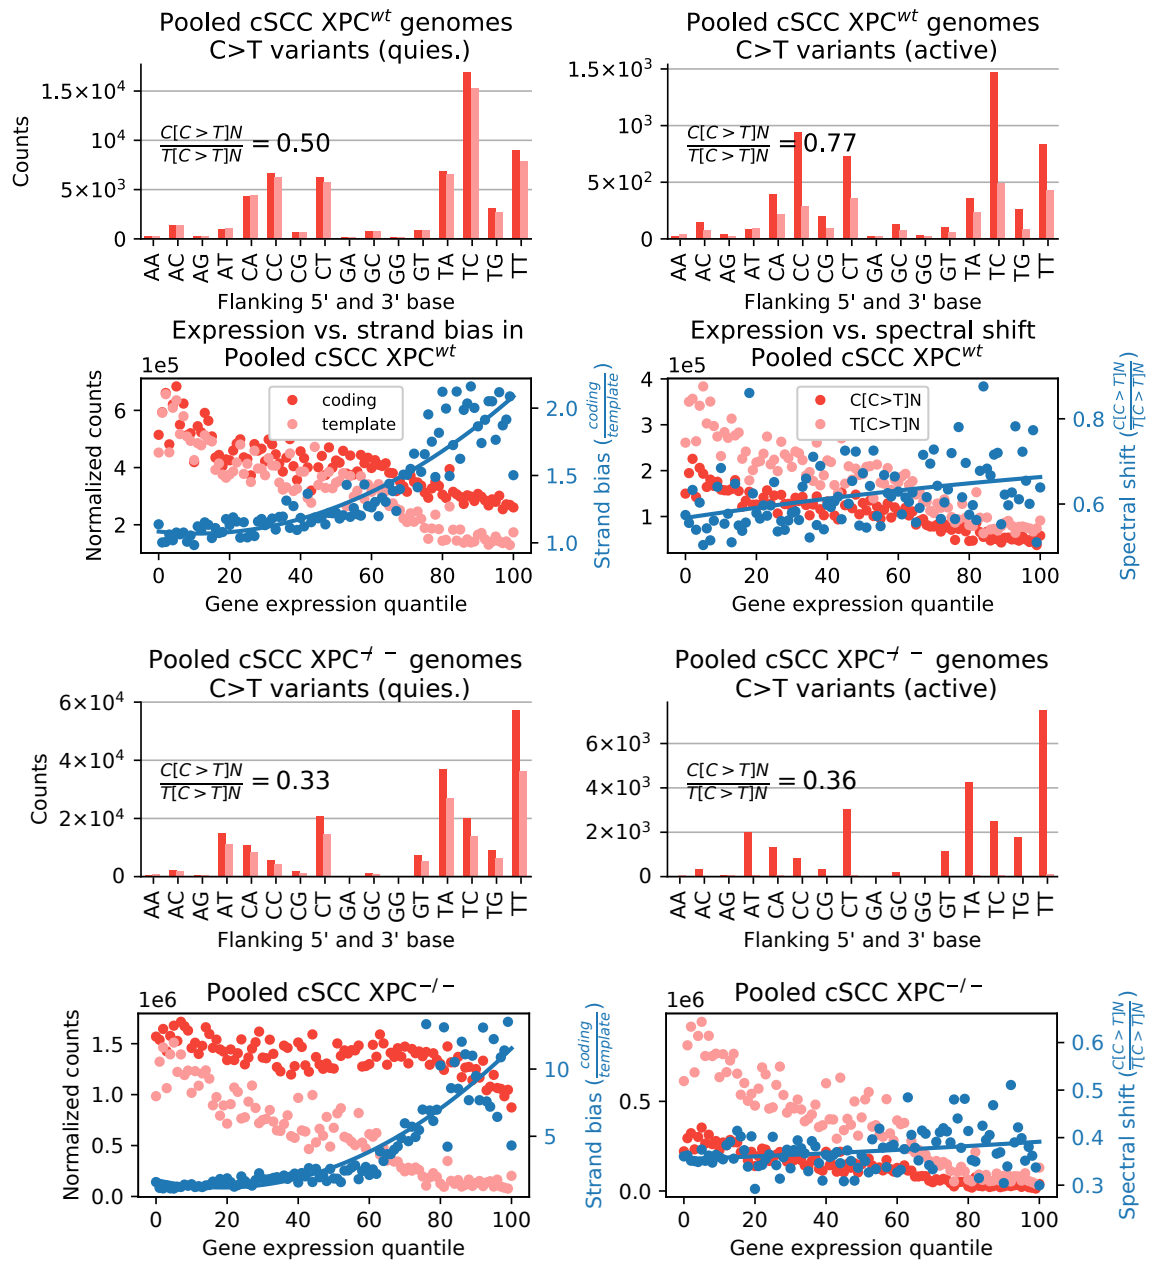 Pooled cSCC XPC^wt genomes
C>T variants (quies.)
1.5×10^4
10^4
5×10^3
0
Counts
C[C > T]N / T[C > T]N = 0.50
AA AC AG AT CA CC CG CT GA GC GG GT TA TC TG TT
Flanking 5' and 3' base
Pooled cSCC XPC^wt genomes
C>T variants (active)
1.5×10^3
10^3
5×10^2
0
C[C > T]N / T[C > T]N = 0.77
AA AC AG AT CA CC CG CT GA GC GG GT TA TC TG TT
Flanking 5' and 3' base
Expression vs. strand bias in
Pooled cSCC XPC^wt
1e5
6
4
2
Normalized counts
coding
template
2.0
1.5
1.0
Strand bias (coding/template)
0 20 40 60 80 100
Gene expression quantile
Expression vs. spectral shift
Pooled cSCC XPC^wt
1e5
4
3
2
1
C[C>T]N
T[C>T]N
0.8
0.6
Spectral shift (C[C>T]N/T[C>T]N)
0 20 40 60 80 100
Gene expression quantile
Pooled cSCC XPC^−/− genomes
C>T variants (quies.)
6×10^4
4×10^4
2×10^4
0
Counts
C[C > T]N / T[C > T]N = 0.33
AA AC AG AT CA CC CG CT GA GC GG GT TA TC TG TT
Flanking 5' and 3' base
Pooled cSCC XPC^−/− genomes
C>T variants (active)
6×10^3
4×10^3
2×10^3
0
C[C > T]N / T[C > T]N = 0.36
AA AC AG AT CA CC CG CT GA GC GG GT TA TC TG TT
Flanking 5' and 3' base
Pooled cSCC XPC^−/−
1e6
1.5
1.0
0.5
0.0
Normalized counts
10
5
Strand bias (coding/template)
0 20 40 60 80 100
Gene expression quantile
Pooled cSCC XPC^−/−
1e6
0.5
0.0
0.6
0.5
0.4
0.3
Spectral shift (C[C>T]N/T[C>T]N)
0 20 40 60 80 100
Gene expression quantile